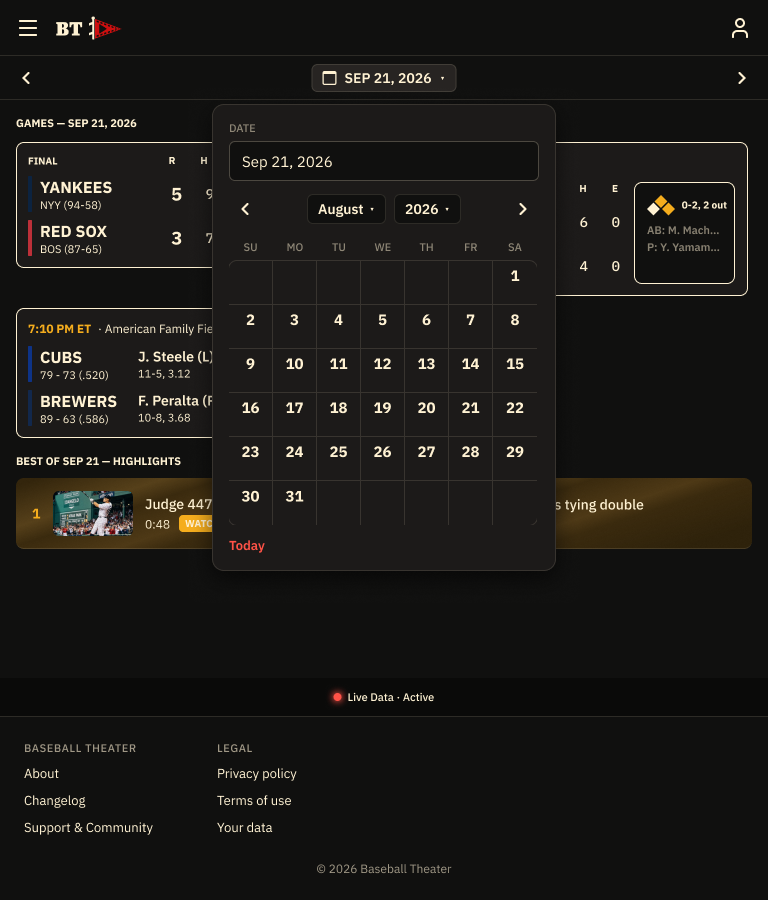 BT
SEP 21, 2026
GAMES — SEP 21, 2026
DATE
Sep 21, 2026
August 2026
SU MO TU WE TH FR SA
1
2 3 4 5 6 7 8
9 10 11 12 13 14 15
16 17 18 19 20 21 22
23 24 25 26 27 28 29
30 31
Today
FINAL R H
YANKEES 5 9
NYY (94-58)
RED SOX 3 7
BOS (87-65)
H E
6 0
4 0
0-2, 2 out
AB: M. Mach...
P: Y. Yamam...
7:10 PM ET · American Family Fie
CUBS J. Steele (L)
79 - 73 (.520) 11-5, 3.12
BREWERS F. Peralta (R
89 - 63 (.586) 10-8, 3.68
BEST OF SEP 21 — HIGHLIGHTS
1
Judge 447
0:48 WATC
s tying double
Live Data · Active
BASEBALL THEATER
About
Changelog
Support & Community
LEGAL
Privacy policy
Terms of use
Your data
© 2026 Baseball Theater